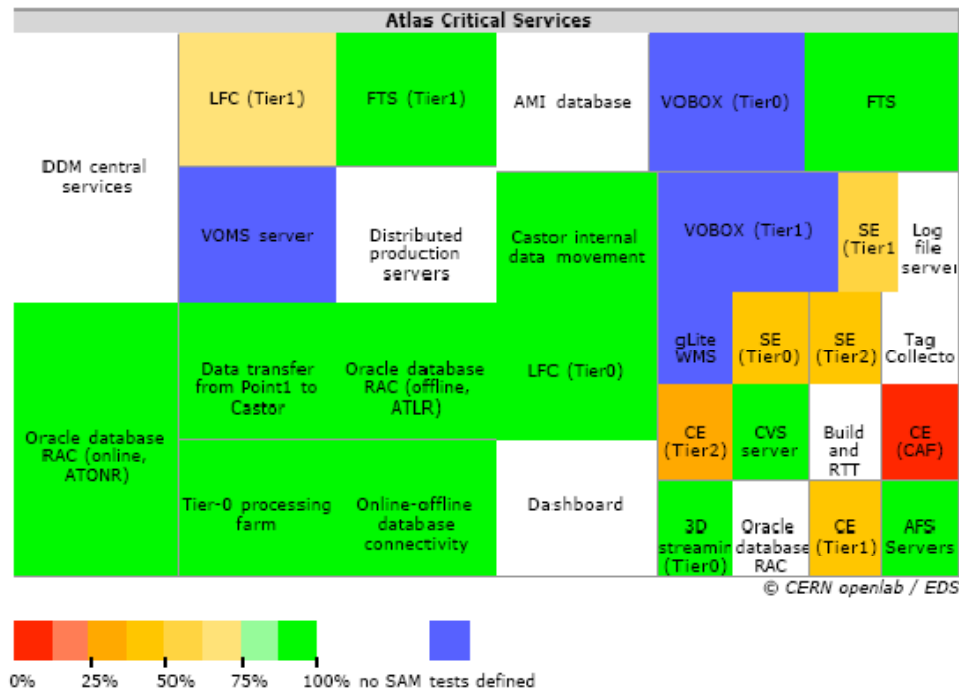 Atlas Critical Services
DDM central
services
LFC (Tier1)
FTS (Tier1)
AMI database
VOBOX (Tier0)
FTS
VOMS server
Distributed
production
servers
Castor internal
data movement
VOBOX (Tier1)
SE
(Tier1
Log
file
server
Oracle database
RAC (online,
ATONR)
Data transfer
from Point1 to
Castor
Oracle database
RAC (offline,
ATLR)
LFC (Tier0)
gLite
WMS
SE
(Tier0)
SE
(Tier2)
Tag
Collecto
CE
(Tier2)
CVS
server
Build
and
RTT
CE
(CAF)
Tier-0 processing
farm
Online-offline
database
connectivity
Dashboard
3D
streamin
(Tier0)
Oracle
database
RAC
CE
(Tier1)
AFS
Servers
© CERN openlab / EDS
0% 25% 50% 75% 100% no SAM tests defined